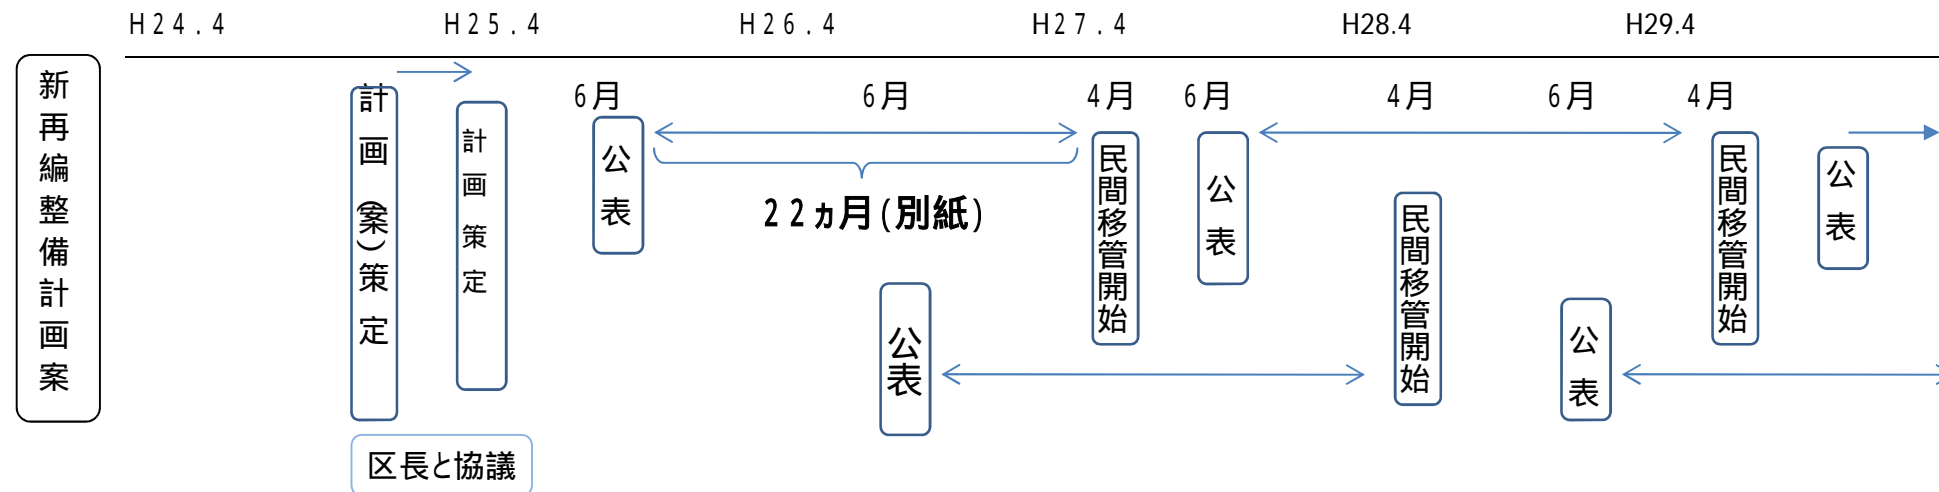 H24.4 H25.4 H26.4 H27.4 H28.4 H29.4
新再編整備計画案
計画(案)策定
計画策定
6月 6月 4月 6月 4月 6月 4月
公表
22ヵ月(別紙)
公表
民間移管開始
公表
民間移管開始
公表
民間移管開始
公表
区長と協議